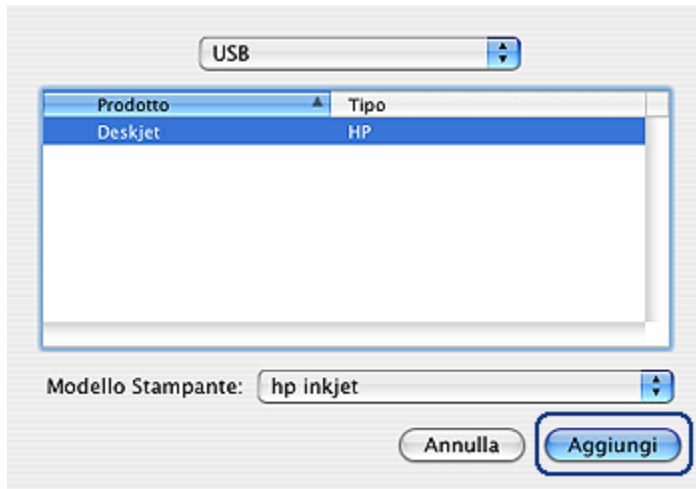 USB
Prodotto Tipo
Deskjet HP
Modello Stampante: hp inkjet
Annulla Aggiungi